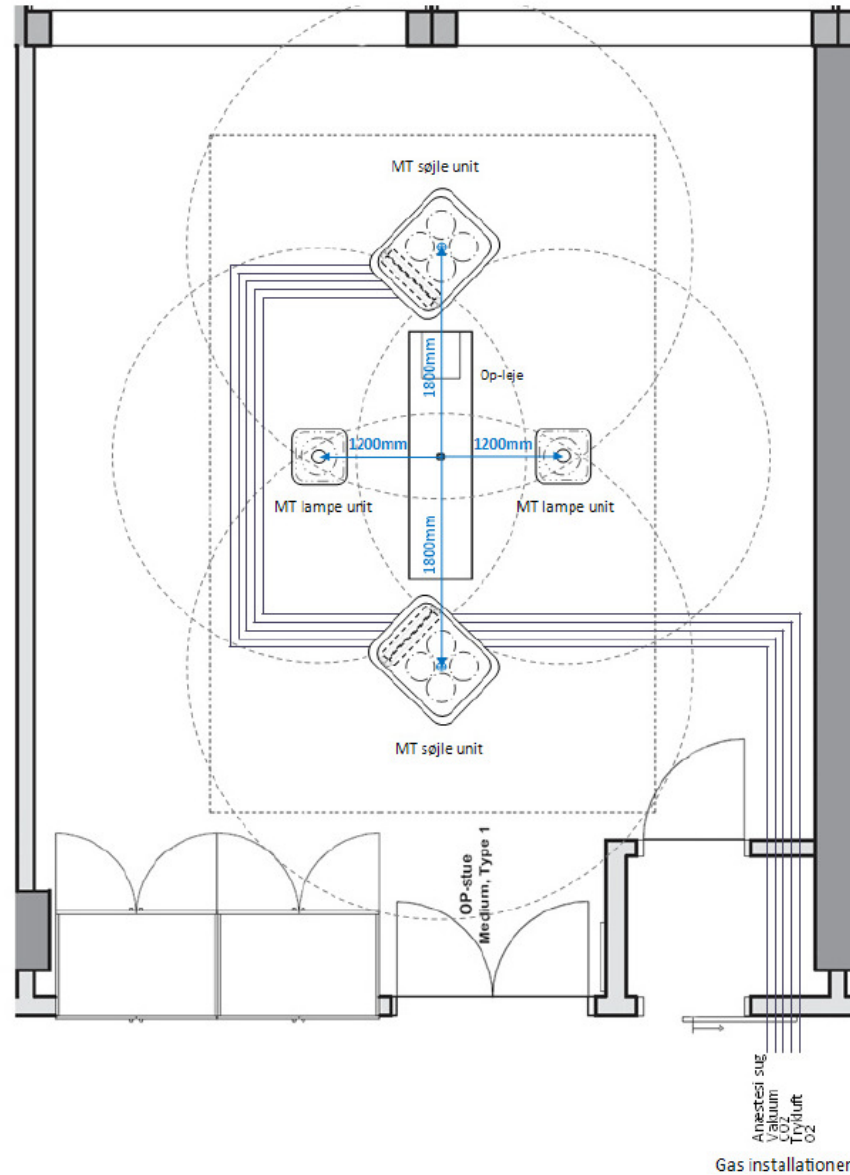 MT søjle unit
1800mm
Op-leje
1200mm
1200mm
MT lampe unit
MT lampe unit
1800mm
MT søjle unit
OP-stue
Medium, Type 1
Anæstesi sug
Vakuum
CO2
Trykluft
O2
Gas installationer